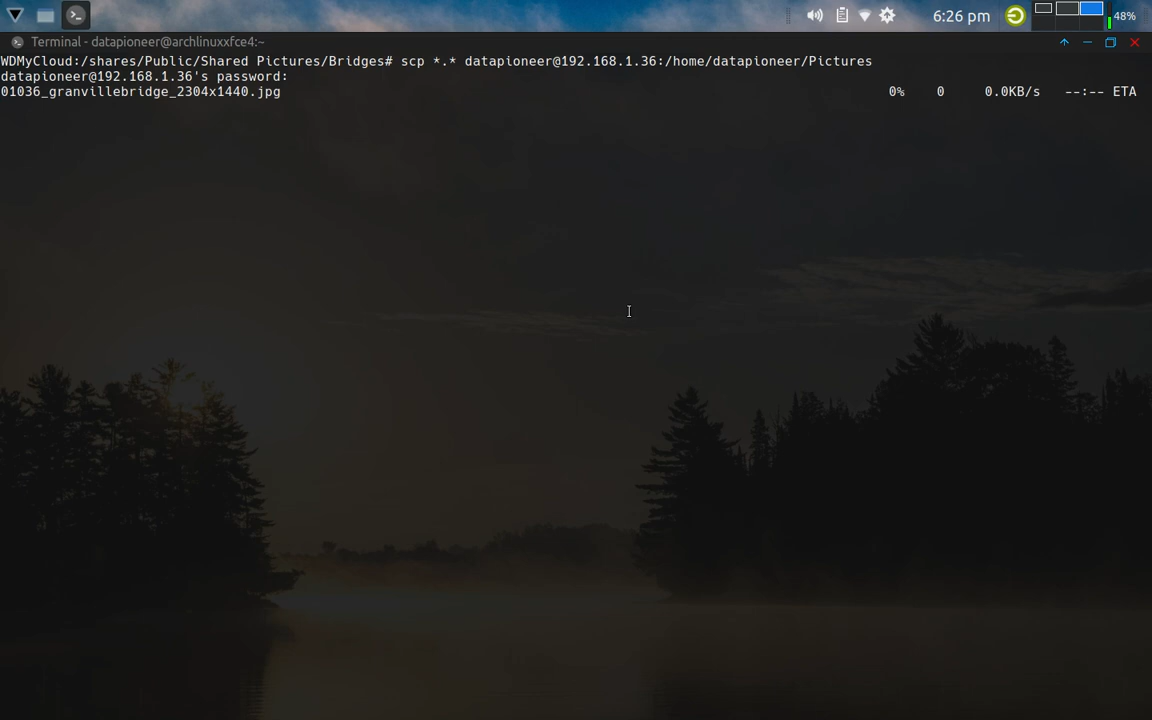 6:26 pm
48%
Terminal - datapioneer@archlinuxxfce4:~
WDMyCloud:/shares/Public/Shared Pictures/Bridges# scp *.* datapioneer@192.168.1.36:/home/datapioneer/Pictures
datapioneer@192.168.1.36's password:
01036_granvillebridge_2304x1440.jpg 0% 0 0.0KB/s --:-- ETA